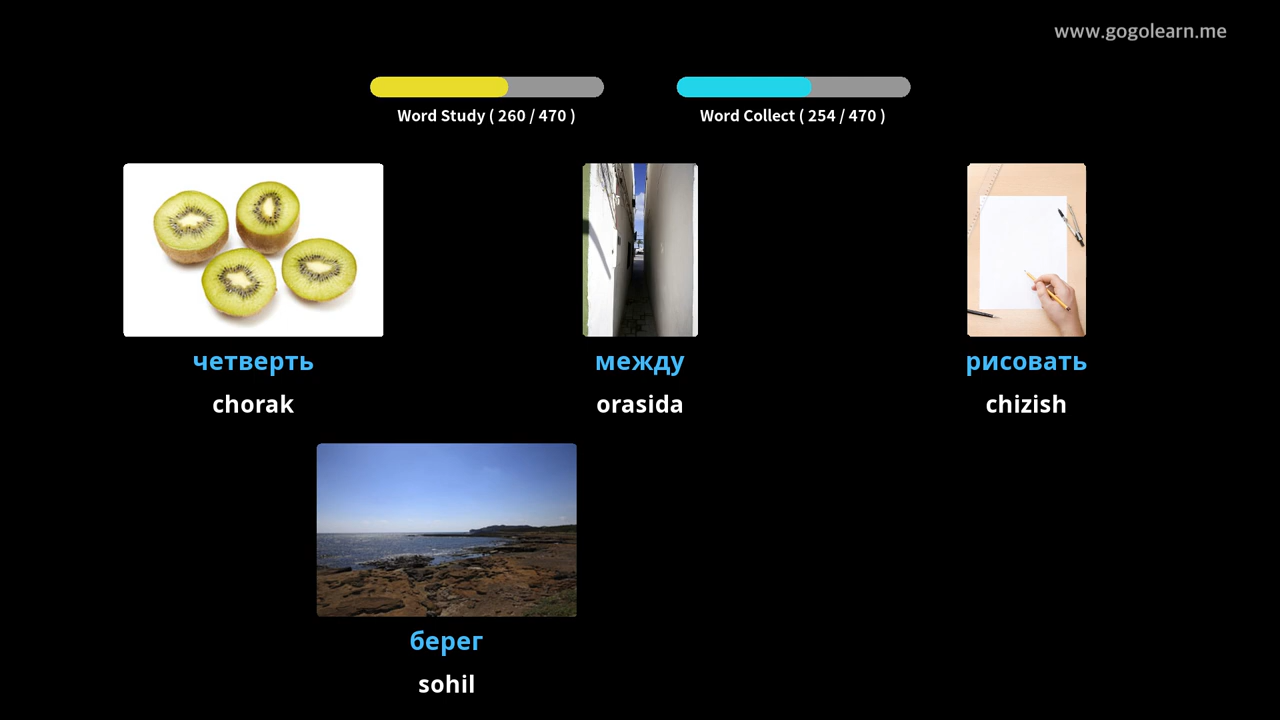 www.gogolearn.me
Word Study ( 260 / 470 )
Word Collect ( 254 / 470 )
четверть
между
рисовать
chorak
orasida
chizish
берег
sohil